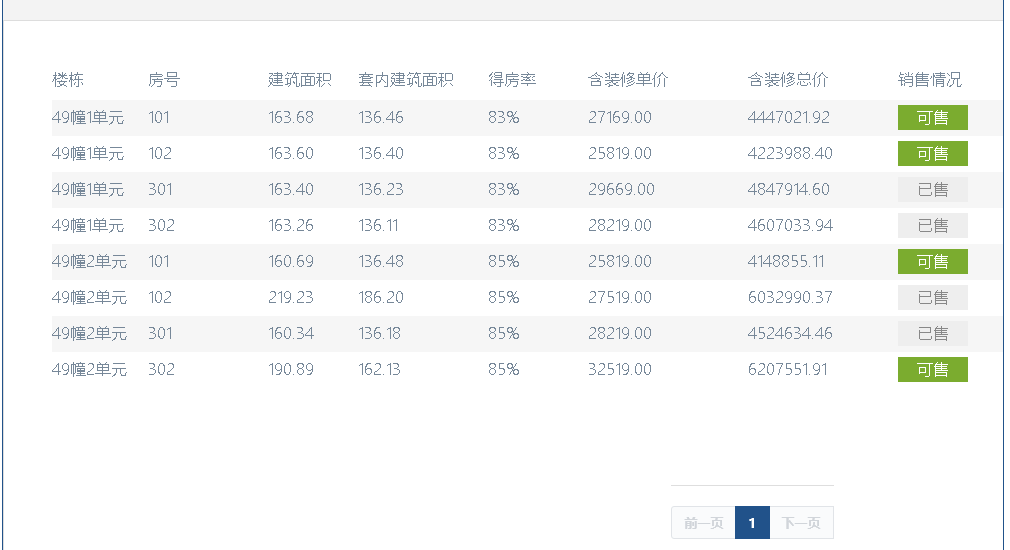 楼栋 房号 建筑面积 套内建筑面积 得房率 含装修单价 含装修总价 销售情况
49幢1单元 101 163.68 136.46 83% 27169.00 4447021.92 可售
49幢1单元 102 163.60 136.40 83% 25819.00 4223988.40 可售
49幢1单元 301 163.40 136.23 83% 29669.00 4847914.60 已售
49幢1单元 302 163.26 136.11 83% 28219.00 4607033.94 已售
49幢2单元 101 160.69 136.48 85% 25819.00 4148855.11 可售
49幢2单元 102 219.23 186.20 85% 27519.00 6032990.37 已售
49幢2单元 301 160.34 136.18 85% 28219.00 4524634.46 已售
49幢2单元 302 190.89 162.13 85% 32519.00 6207551.91 可售
前一页 1 下一页